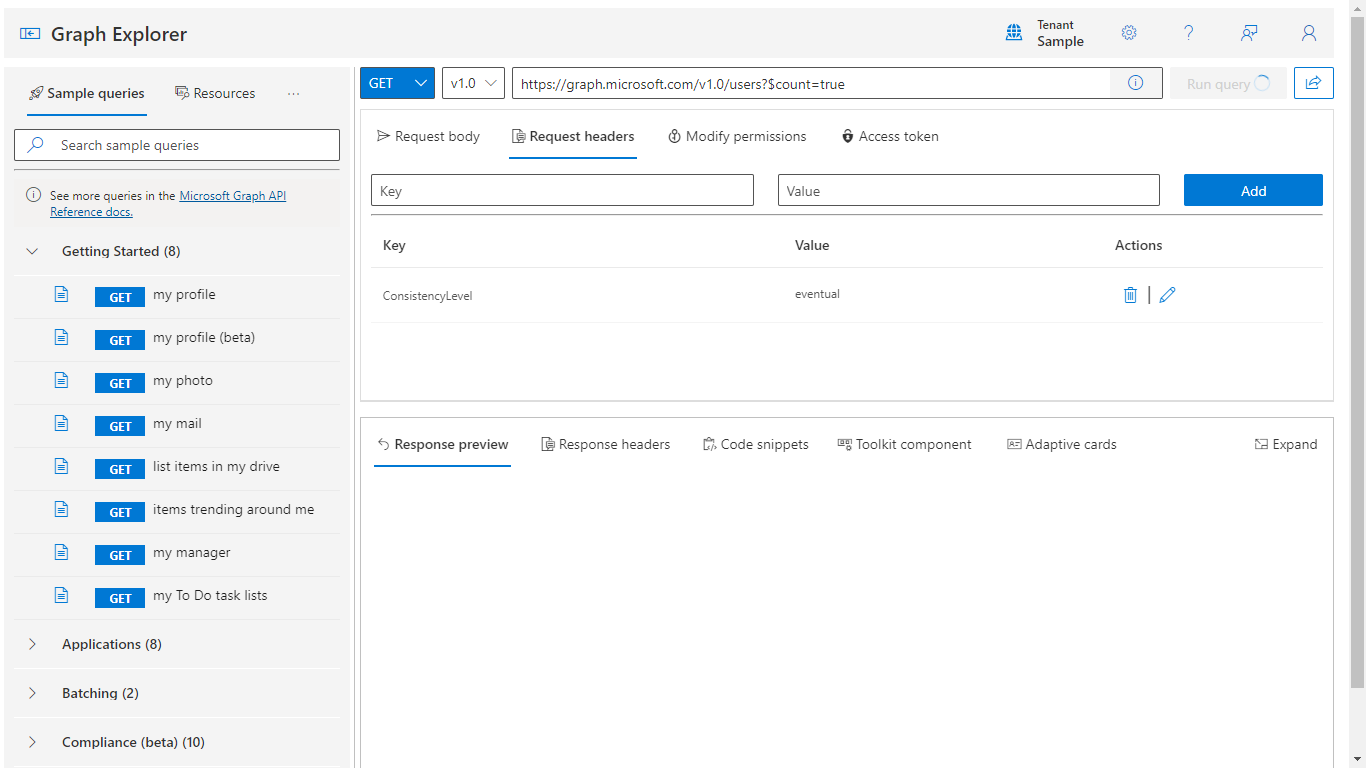 Graph Explorer
Tenant
Sample
Sample queries
Resources
Search sample queries
See more queries in the Microsoft Graph API
Reference docs.
Getting Started (8)
GET my profile
GET my profile (beta)
GET my photo
GET my mail
GET list items in my drive
GET items trending around me
GET my manager
GET my To Do task lists
Applications (8)
Batching (2)
Compliance (beta) (10)
GET
v1.0
https://graph.microsoft.com/v1.0/users?$count=true
Run query
Request body
Request headers
Modify permissions
Access token
Key
Value
Add
Key Value Actions
ConsistencyLevel eventual
Response preview
Response headers
Code snippets
Toolkit component
Adaptive cards
Expand